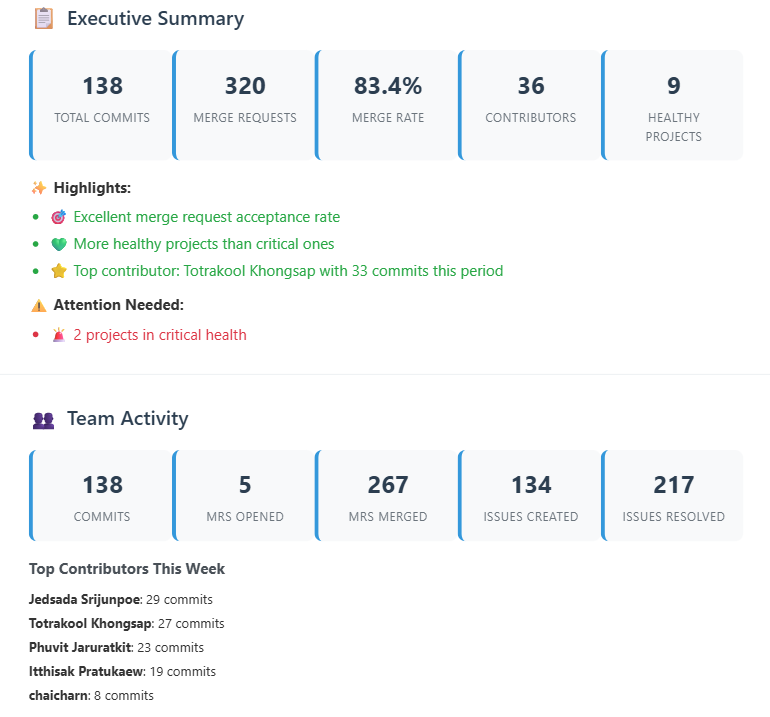 Executive Summary
138
320
83.4%
36
9
TOTAL COMMITS
MERGE REQUESTS
MERGE RATE
CONTRIBUTORS
HEALTHY
PROJECTS
Highlights:
Excellent merge request acceptance rate
More healthy projects than critical ones
Top contributor: Totrakool Khongsap with 33 commits this period
Attention Needed:
2 projects in critical health
Team Activity
138
5
267
134
217
COMMITS
MRS OPENED
MRS MERGED
ISSUES CREATED
ISSUES RESOLVED
Top Contributors This Week
Jedsada Srijunpoe: 29 commits
Totrakool Khongsap: 27 commits
Phuvit Jaruratkit: 23 commits
Itthisak Pratukaew: 19 commits
chaicharn: 8 commits